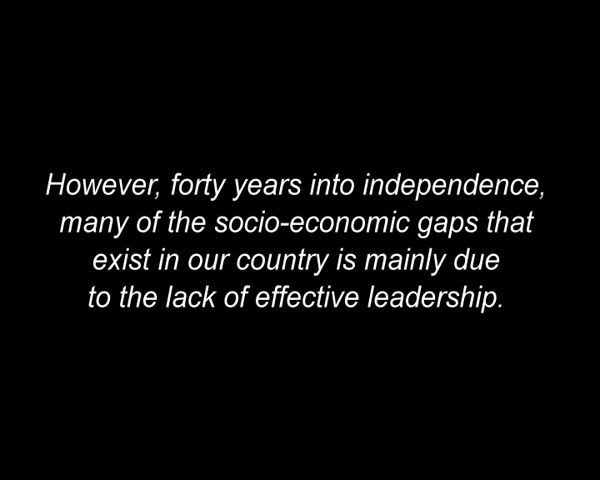 However, forty years into independence,
many of the socio-economic gaps that
exist in our country is mainly due
to the lack of effective leadership.